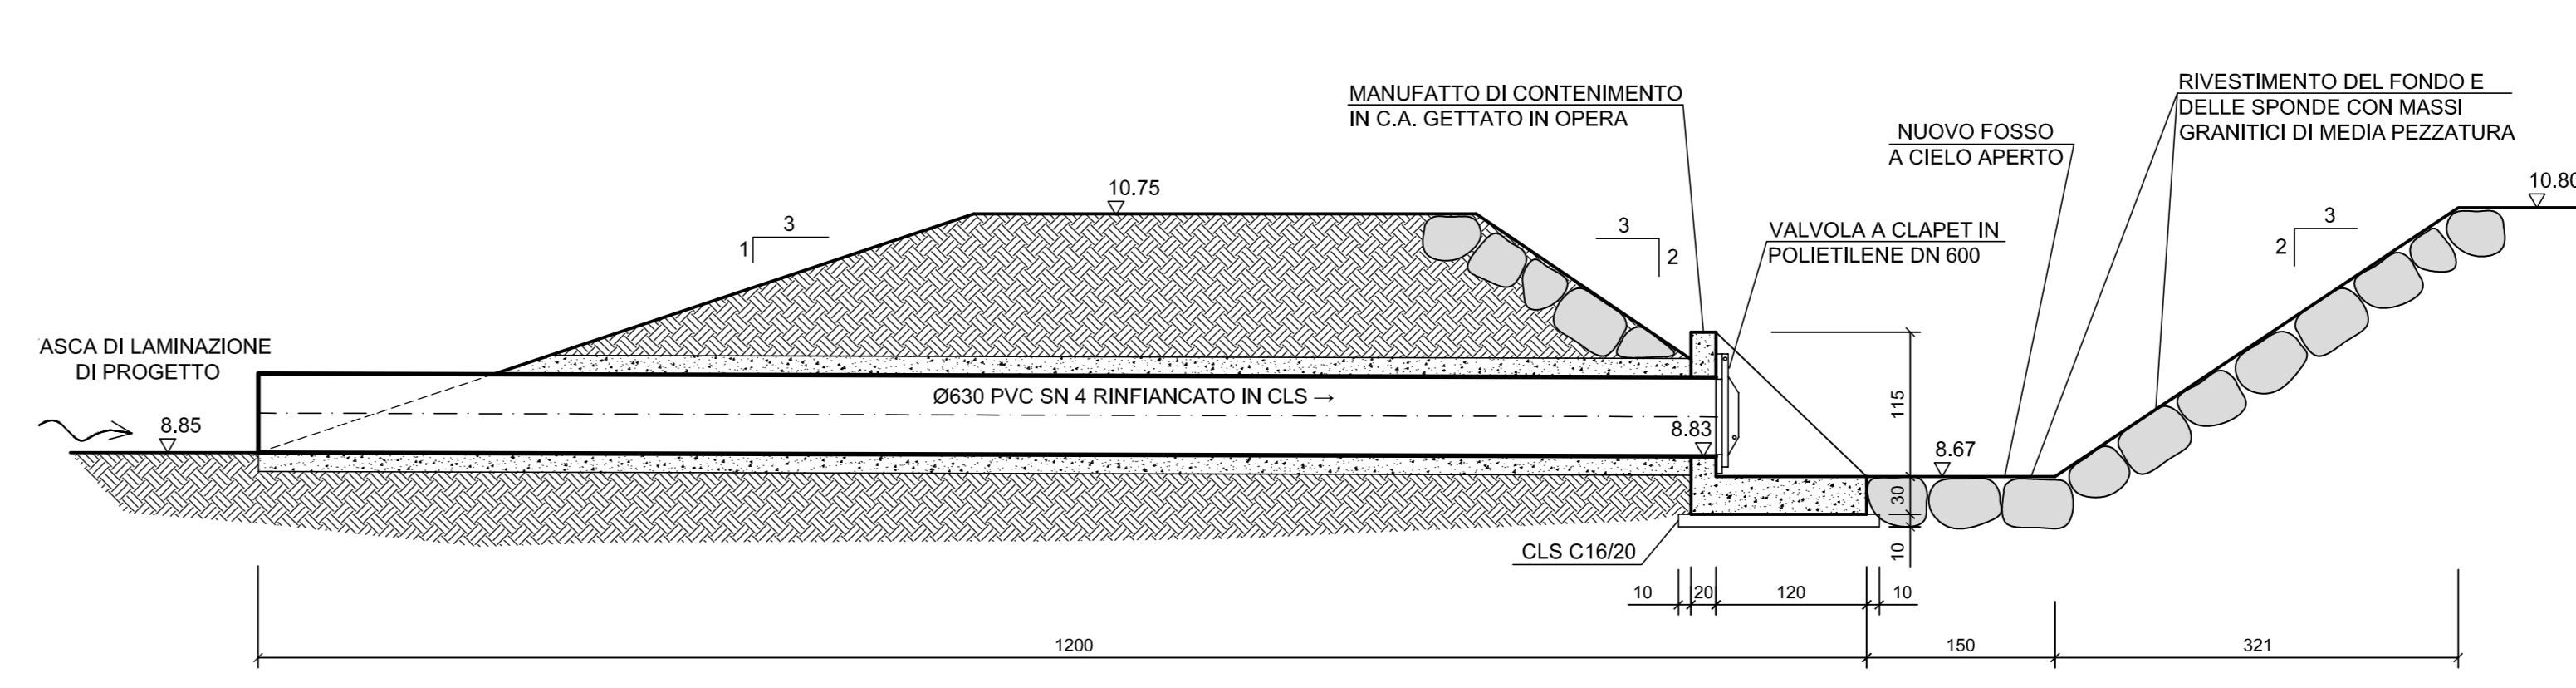 MANUFATTO DI CONTENIMENTO
IN C.A. GETTATO IN OPERA
NUOVO FOSSO
A CIELO APERTO
RIVESTIMENTO DEL FONDO E
DELLE SPONDE CON MASSI
GRANITICI DI MEDIA PEZZATURA
10.75
10.80
3
1
3
2
3
2
VALVOLA A CLAPET IN
POLIETILENE DN 600
ASCA DI LAMINAZIONE
DI PROGETTO
8.85
Ø630 PVC SN 4 RINFIANCATO IN CLS →
8.83
8.67
115
30
10
CLS C16/20
10
20
120
10
1200
150
321